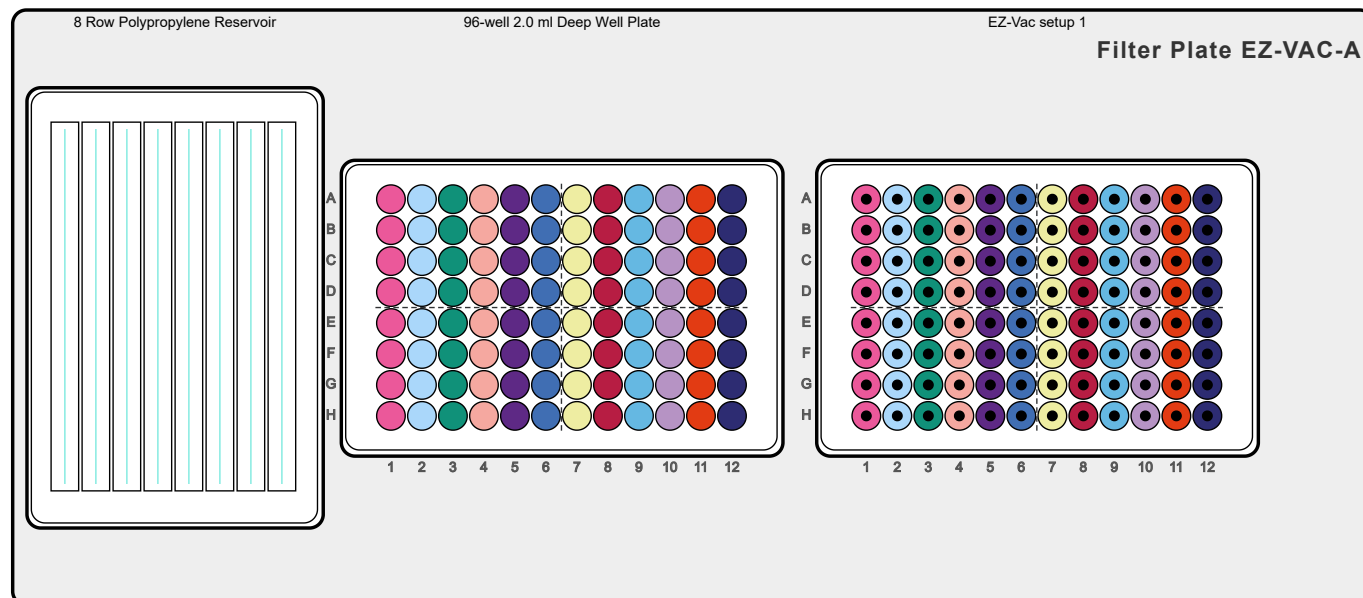 8 Row Polypropylene Reservoir
96-well 2.0 ml Deep Well Plate
EZ-Vac setup 1
Filter Plate EZ-VAC-A
A
B
C
D
E
F
G
H
1 2 3 4 5 6 7 8 9 10 11 12
A
B
C
D
E
F
G
H
1 2 3 4 5 6 7 8 9 10 11 12